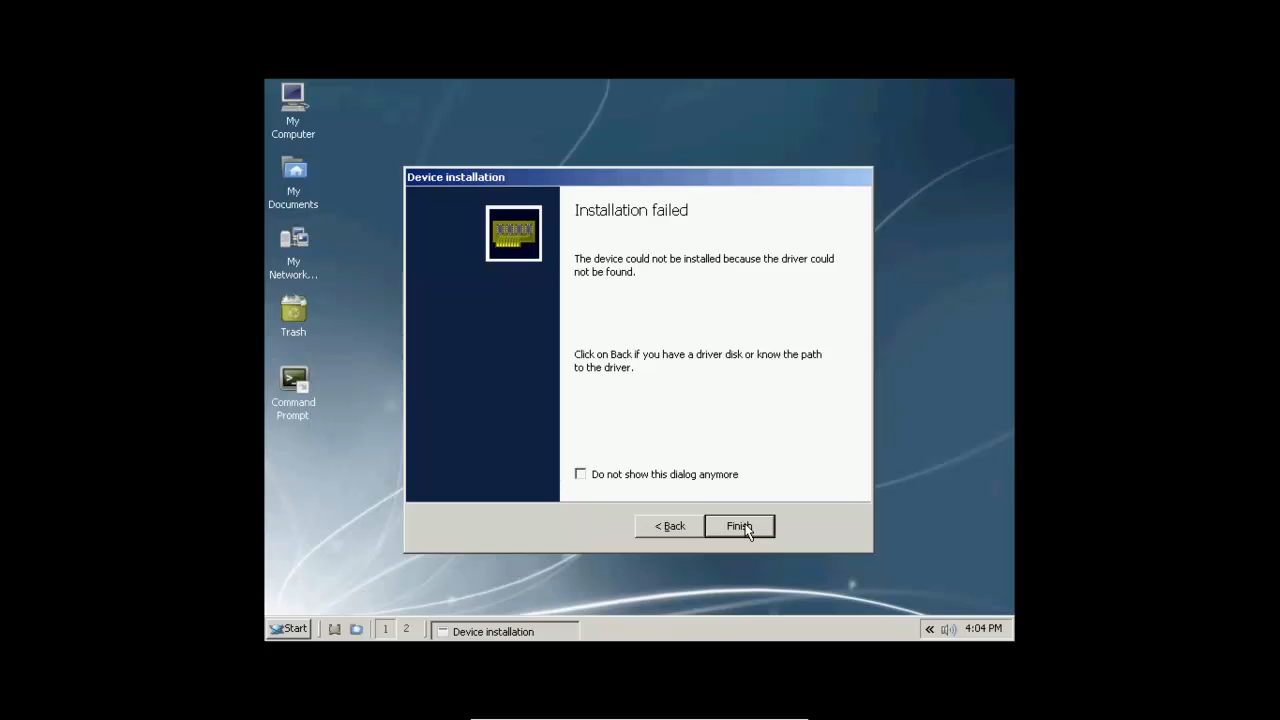 My
Computer
My
Documents
My
Network...
Trash
Command
Prompt
Device installation
Installation failed
The device could not be installed because the driver could
not be found.
Click on Back if you have a driver disk or know the path
to the driver.
Do not show this dialog anymore
< Back
Finish
Start
1
2
Device installation
4:04 PM